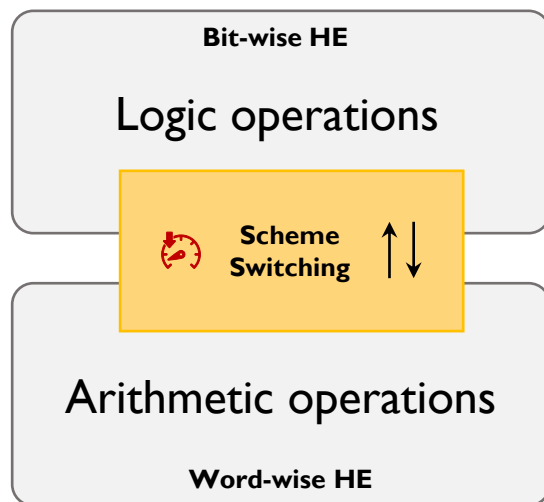 Bit-wise HE
Logic operations
Scheme
Switching
Arithmetic operations
Word-wise HE